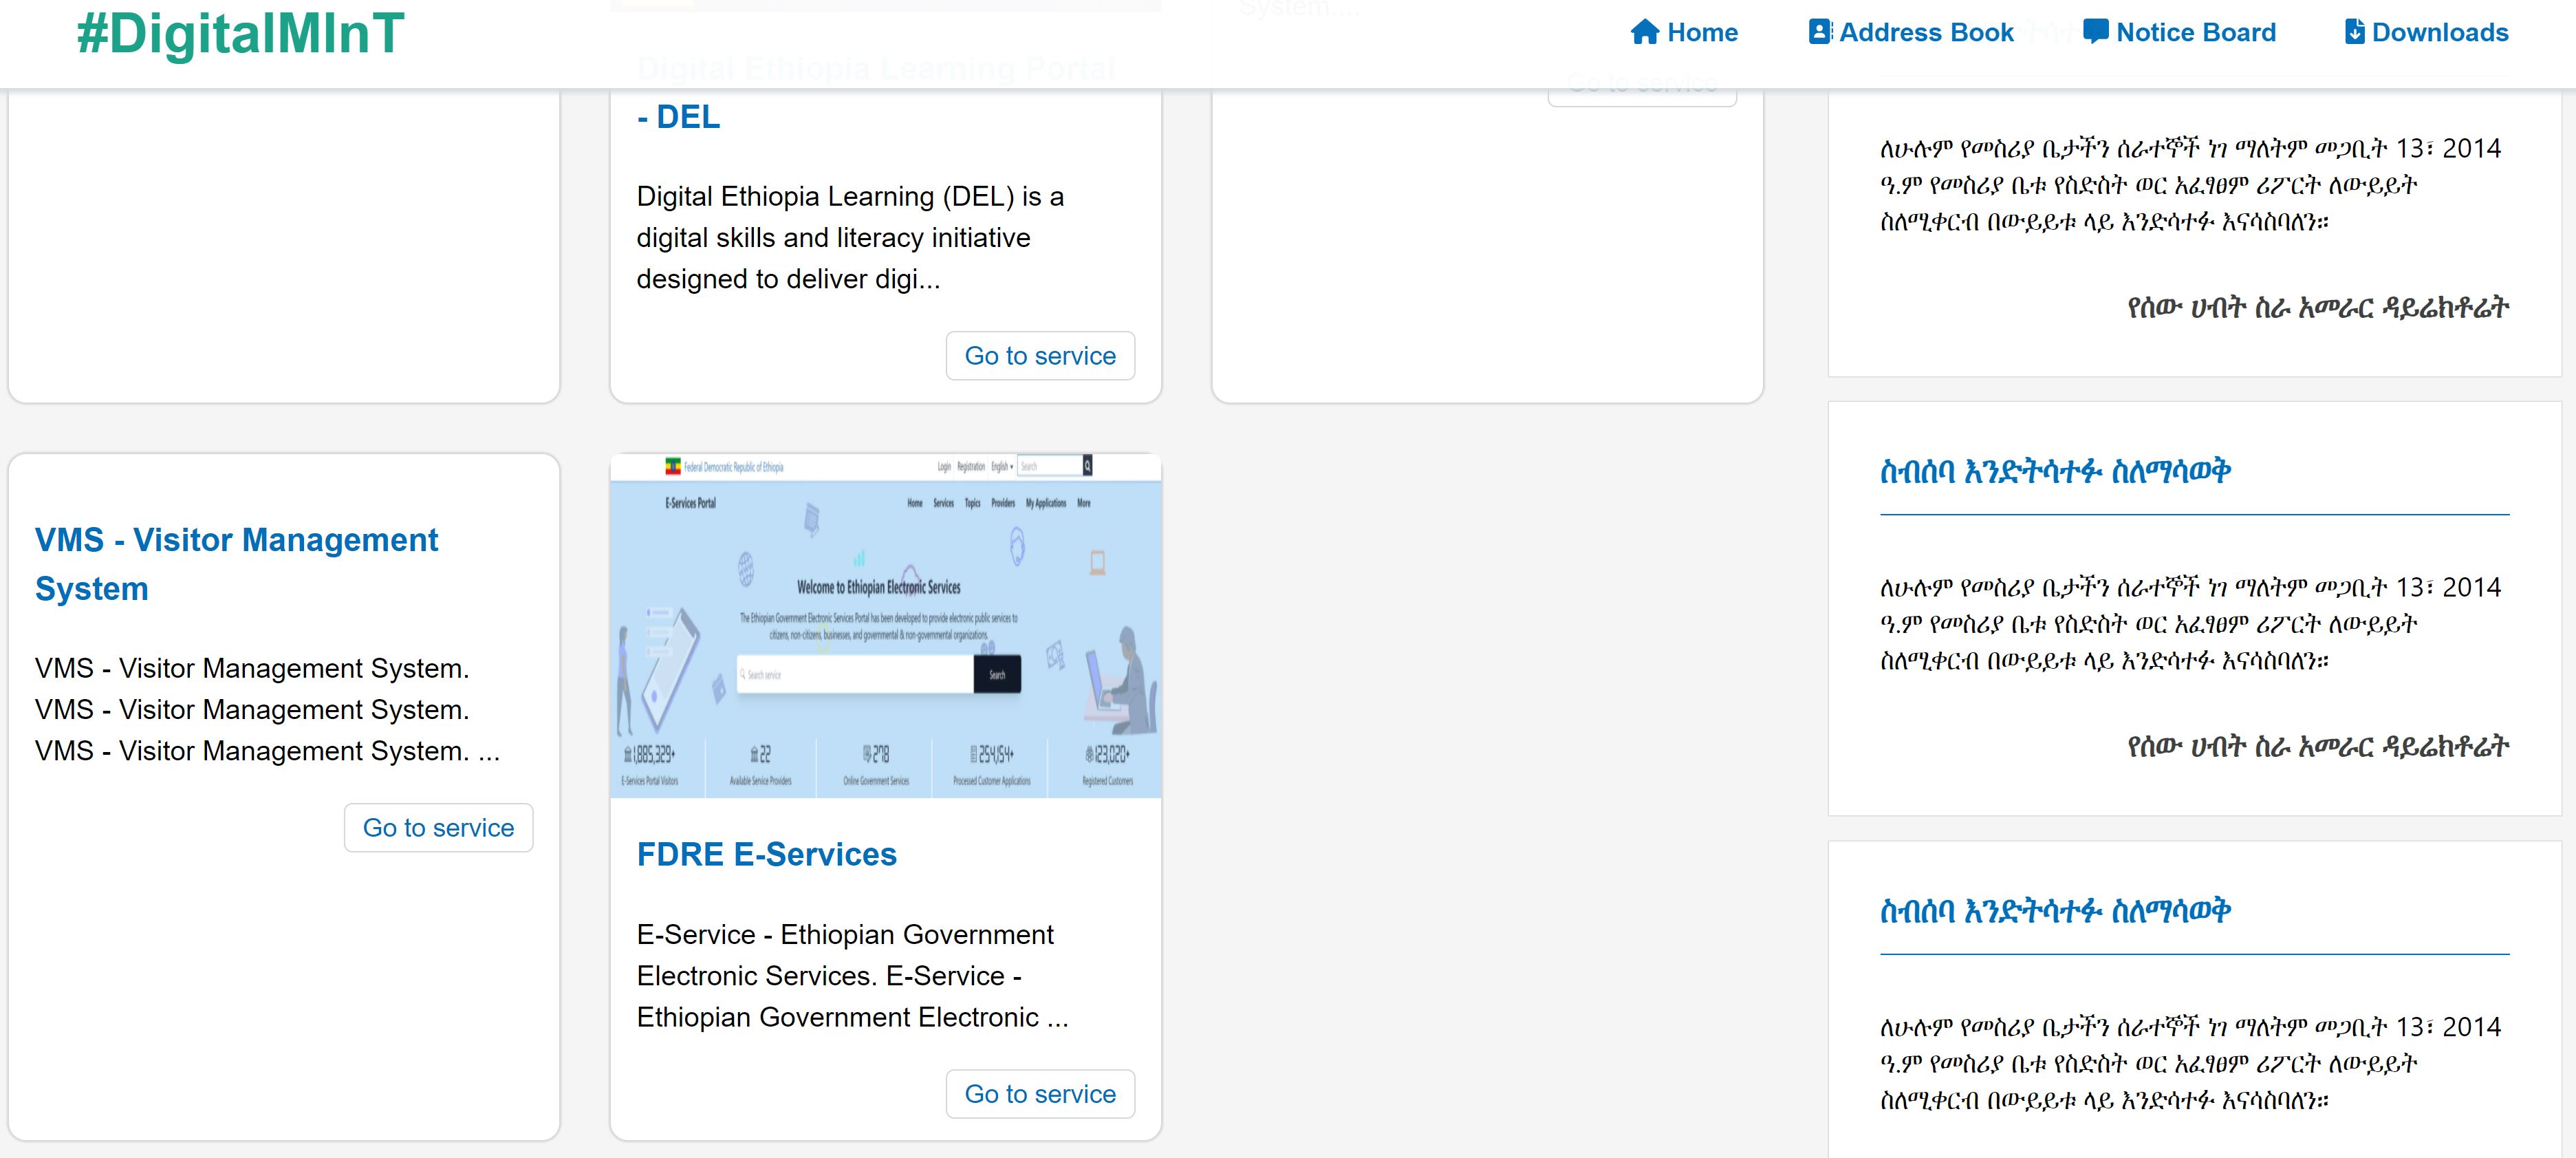 #DigitalMInT
Home
Address Book
Notice Board
Downloads
System....
Digital Ethiopia Learning Portal
- DEL
Digital Ethiopia Learning (DEL) is a
digital skills and literacy initiative
designed to deliver digi...
Go to service
Go to service
VMS - Visitor Management
System
VMS - Visitor Management System.
VMS - Visitor Management System.
VMS - Visitor Management System. ...
Go to service
Federal Democratic Republic of Ethiopia
Login Registration English Search
E-Services Portal
Home Services Topics Providers My Applications More
Welcome to Ethiopian Electronic Services
The Ethiopian Government Electronic Services Portal has been developed to provide electronic public services to
citizens, non-citizens, businesses, and governmental & non-governmental organizations.
Search service
Search
1,885,329+
E-Services Portal Visitors
22
Available Service Providers
278
Online Government Services
254,154+
Processed Customer Applications
123,020+
Registered Customers
FDRE E-Services
E-Service - Ethiopian Government
Electronic Services. E-Service -
Ethiopian Government Electronic ...
Go to service
ለሁሉም የመስሪያ ቤታችን ሰራተኞች ነገ ማለትም መጋቢት 13፣ 2014
ዓ.ም የመስሪያ ቤቱ የስድስት ወር አፈፃፀም ሪፖርት ለውይይት
ስለሚቀርብ በውይይቱ ላይ እንድሳተፉ እናሳስባለን።
የሰው ሀብት ስራ አመራር ዳይሬክቶሬት
ስብሰባ እንድትሳተፉ ስለማሳወቅ
ለሁሉም የመስሪያ ቤታችን ሰራተኞች ነገ ማለትም መጋቢት 13፣ 2014
ዓ.ም የመስሪያ ቤቱ የስድስት ወር አፈፃፀም ሪፖርት ለውይይት
ስለሚቀርብ በውይይቱ ላይ እንድሳተፉ እናሳስባለን።
የሰው ሀብት ስራ አመራር ዳይሬክቶሬት
ስብሰባ እንድትሳተፉ ስለማሳወቅ
ለሁሉም የመስሪያ ቤታችን ሰራተኞች ነገ ማለትም መጋቢት 13፣ 2014
ዓ.ም የመስሪያ ቤቱ የስድስት ወር አፈፃፀም ሪፖርት ለውይይት
ስለሚቀርብ በውይይቱ ላይ እንድሳተፉ እናሳስባለን።